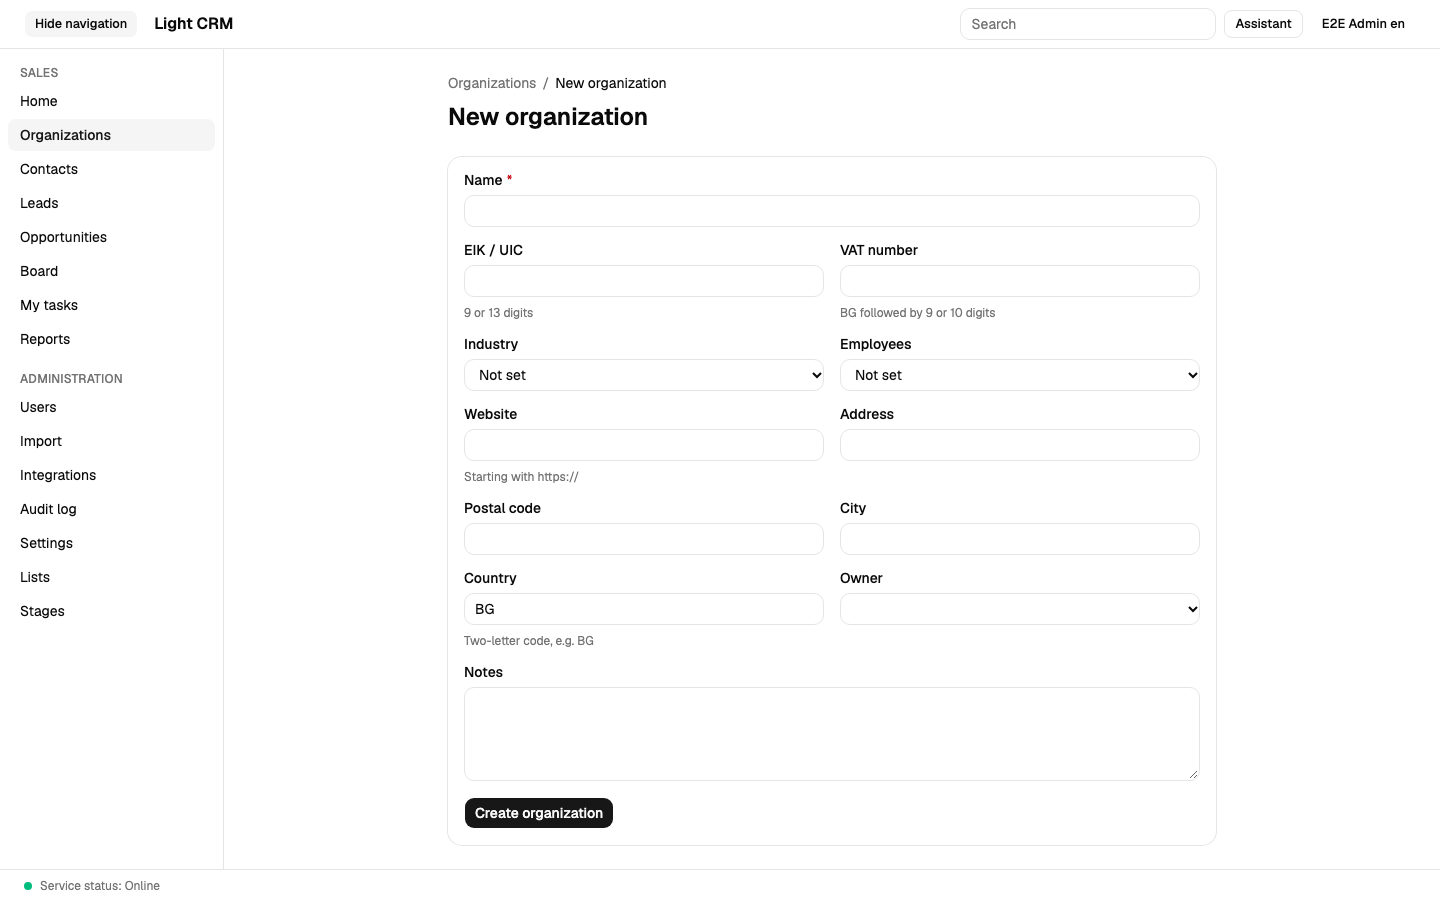 Hide navigation
Light CRM
Search
Assistant
E2E Admin en
SALES
Home
Organizations
Contacts
Leads
Opportunities
Board
My tasks
Reports
ADMINISTRATION
Users
Import
Integrations
Audit log
Settings
Lists
Stages
Organizations / New organization
New organization
Name *
EIK / UIC
VAT number
9 or 13 digits
BG followed by 9 or 10 digits
Industry
Employees
Not set
Not set
Website
Address
Starting with https://
Postal code
City
Country
Owner
BG
Two-letter code, e.g. BG
Notes
Create organization
Service status: Online